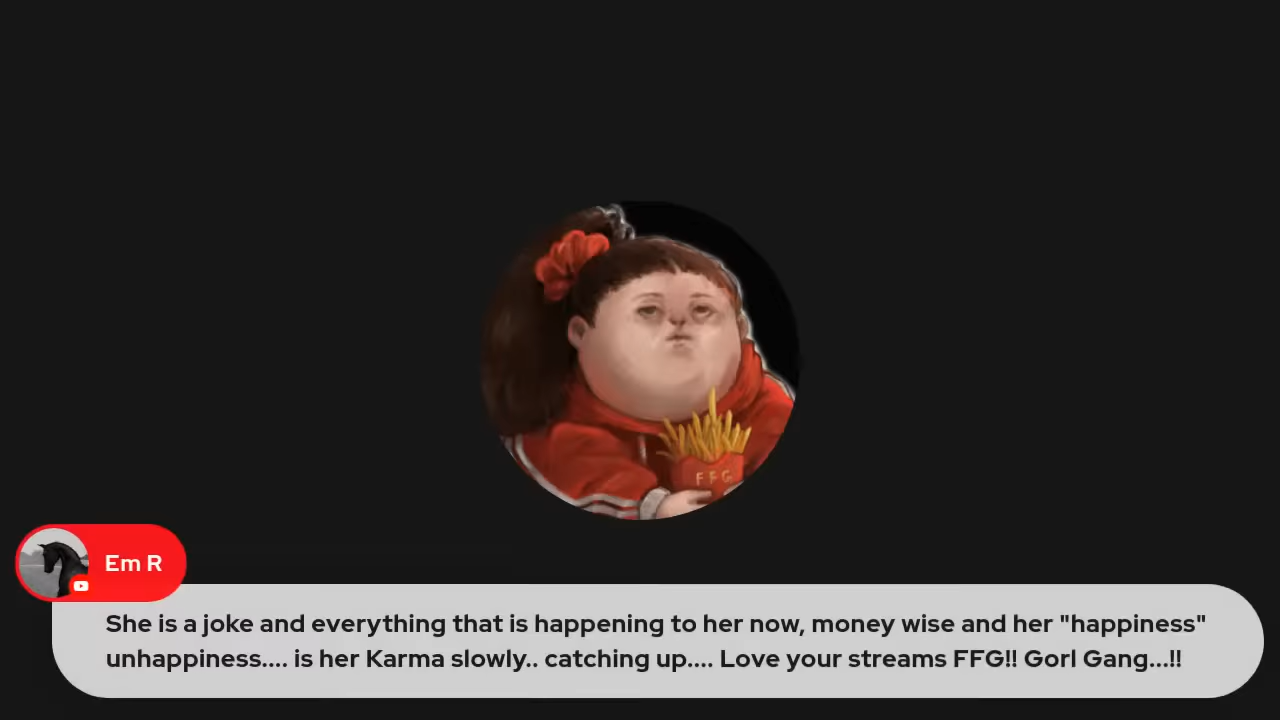 FFG
Em R
She is a joke and everything that is happening to her now, money wise and her "happiness"
unhappiness.... is her Karma slowly.. catching up.... Love your streams FFG!! Gorl Gang...!!